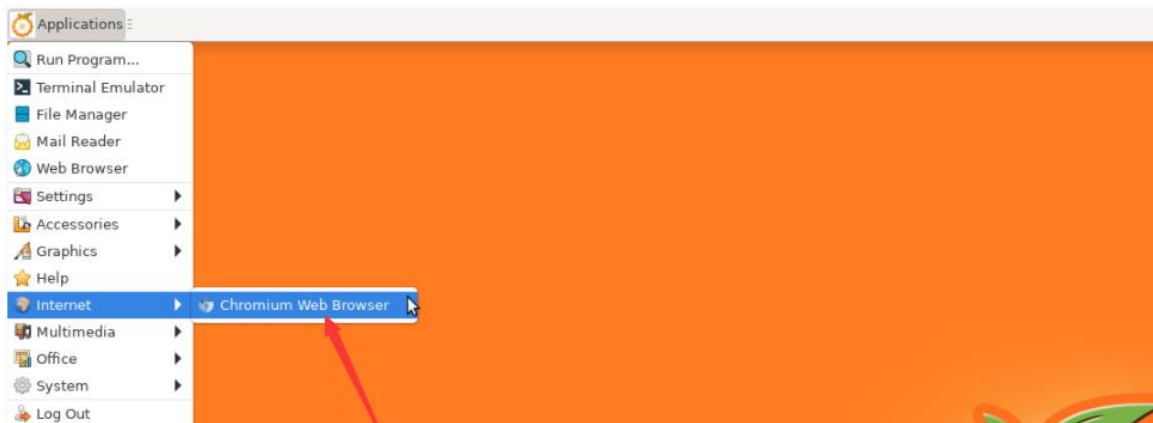 Applications
Run Program...
Terminal Emulator
File Manager
Mail Reader
Web Browser
Settings
Accessories
Graphics
Help
Internet
Chromium Web Browser
Multimedia
Office
System
Log Out